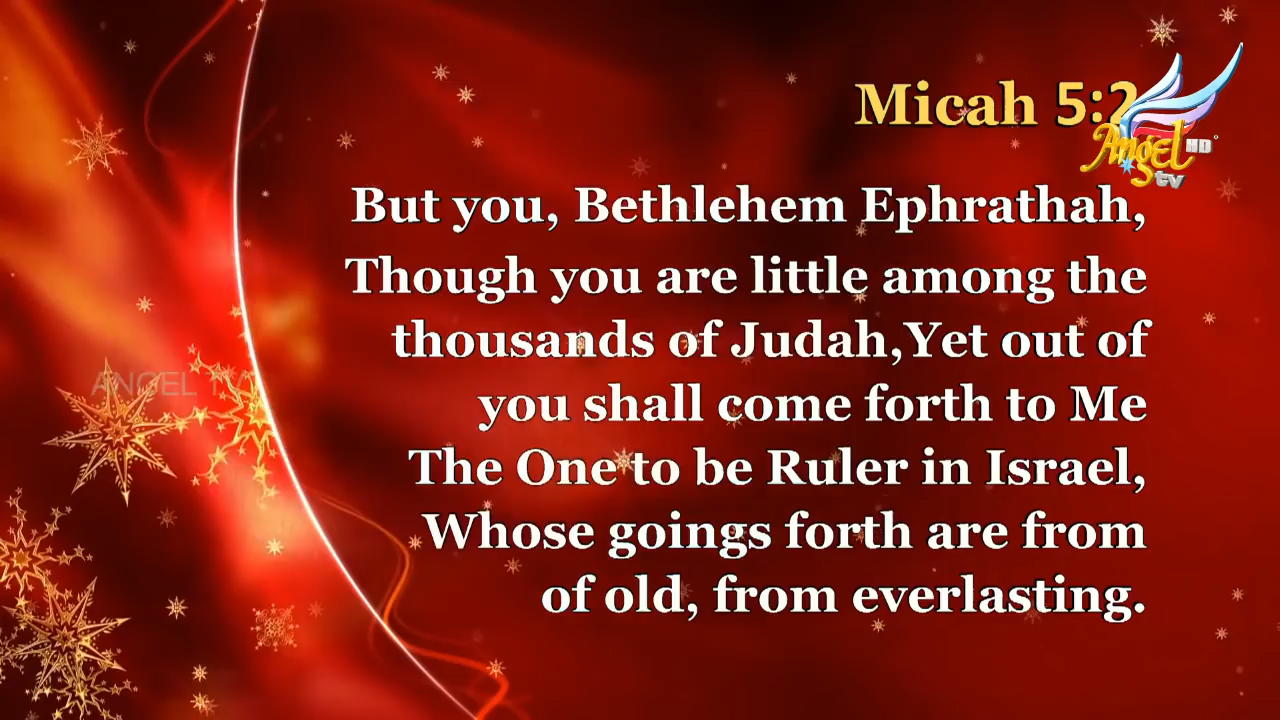 Micah 5:2
Angel HD
tv
But you, Bethlehem Ephrathah,
Though you are little among the
thousands of Judah,Yet out of
you shall come forth to Me
The One to be Ruler in Israel,
Whose goings forth are from
of old, from everlasting.
ANGEL TV